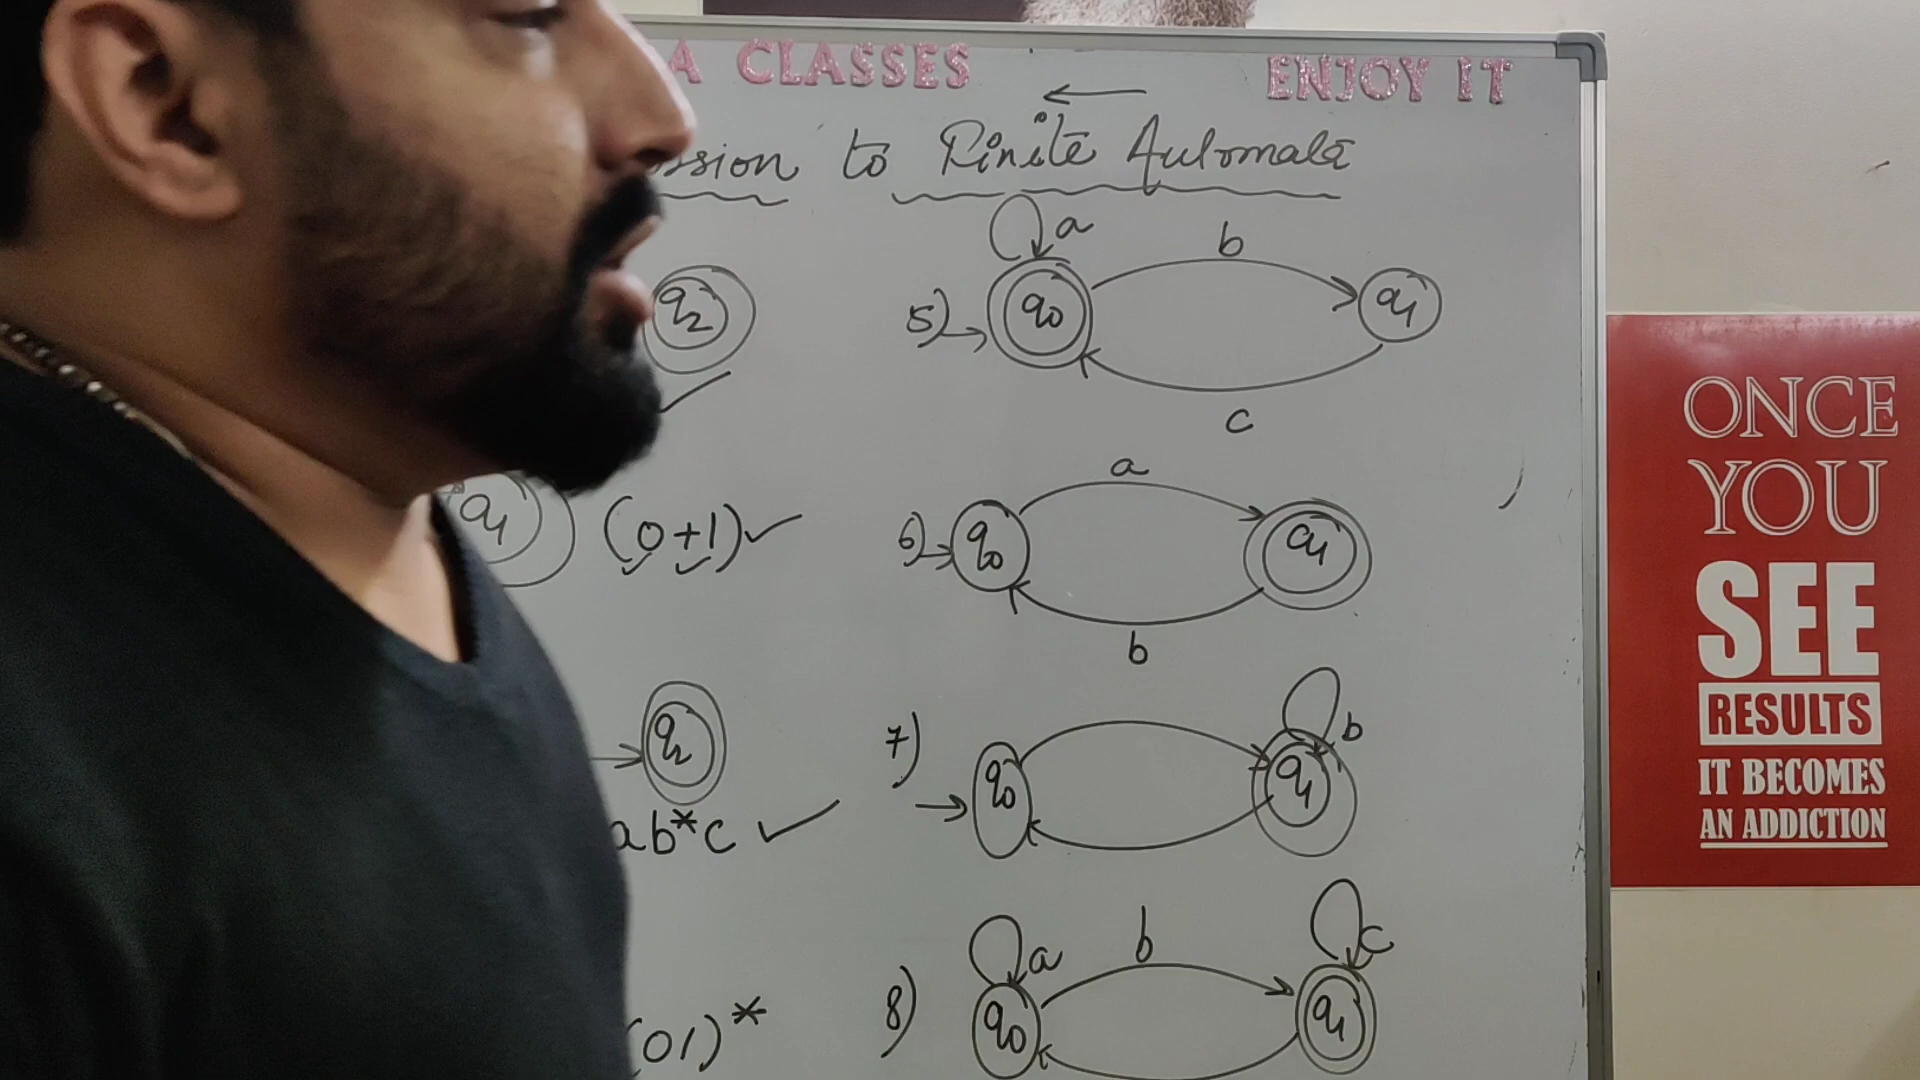 A CLASSES
ENJOY IT
ssion to Finite Automata
q2
5)
q0
a
b
q1
c
q1
(0+1)
6)
q0
a
q1
b
q2
ab*c
7)
q0
q1
b
(01)*
8)
q0
a
b
q1
c
ONCE
YOU
SEE
RESULTS
IT BECOMES
AN ADDICTION